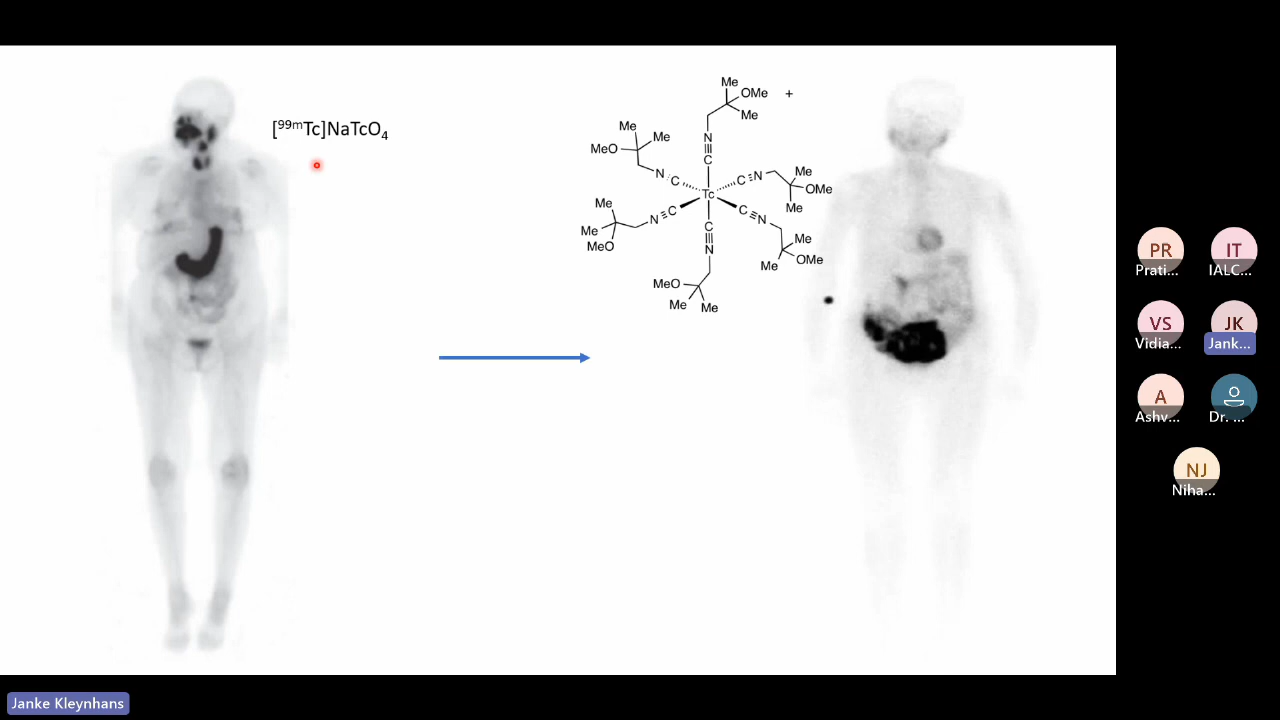 [99mTc]NaTcO4
Me
OMe
Me
+
N
C
Me
Me
MeO
N
C
C
N
Me
OMe
Me
Tc
Me
Me
MeO
N
C
C
N
Me
OMe
Me
C
N
MeO
Me
Me
PR
Prati...
IT
IALC...
VS
Vidia...
JK
Jank...
A
Ashv...
Dr. ...
NJ
Niha...
Janke Kleynhans